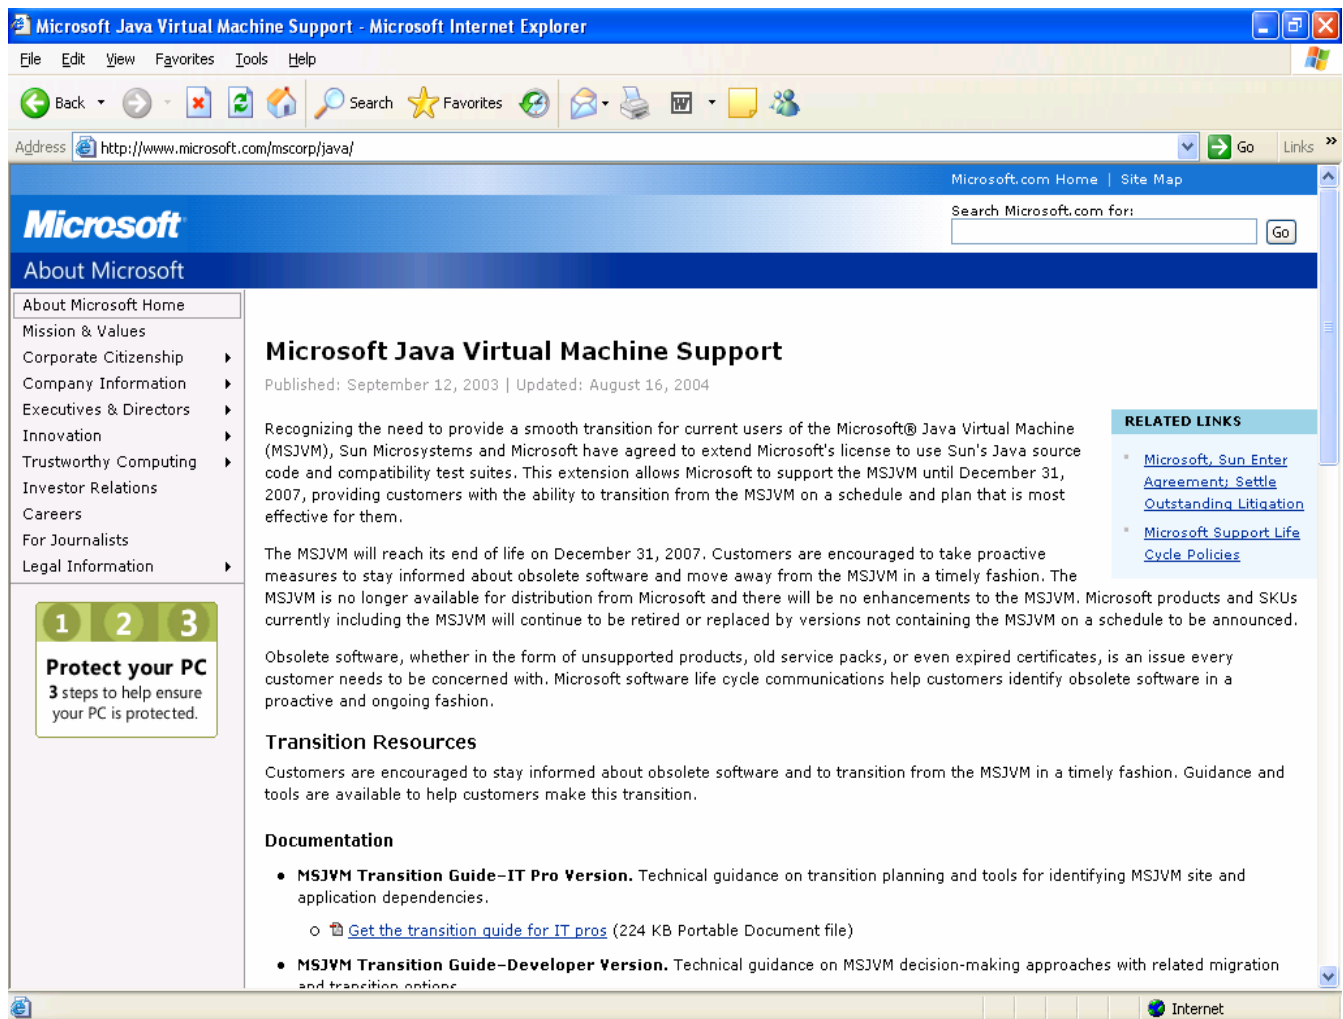 Microsoft Java Virtual Machine Support - Microsoft Internet Explorer
File Edit View Favorites Tools Help
Back Search Favorites
Address http://www.microsoft.com/mscorp/java/ Go Links »
Microsoft.com Home | Site Map
Microsoft
Search Microsoft.com for:
Go
About Microsoft
About Microsoft Home
Mission & Values
Corporate Citizenship
Company Information
Executives & Directors
Innovation
Trustworthy Computing
Investor Relations
Careers
For Journalists
Legal Information
1 2 3
Protect your PC
3 steps to help ensure
your PC is protected.
Microsoft Java Virtual Machine Support
Published: September 12, 2003 | Updated: August 16, 2004
Recognizing the need to provide a smooth transition for current users of the Microsoft® Java Virtual Machine
(MSJVM), Sun Microsystems and Microsoft have agreed to extend Microsoft's license to use Sun's Java source
code and compatibility test suites. This extension allows Microsoft to support the MSJVM until December 31,
2007, providing customers with the ability to transition from the MSJVM on a schedule and plan that is most
effective for them.
RELATED LINKS
Microsoft, Sun Enter
Agreement; Settle
Outstanding Litigation
Microsoft Support Life
Cycle Policies
The MSJVM will reach its end of life on December 31, 2007. Customers are encouraged to take proactive
measures to stay informed about obsolete software and move away from the MSJVM in a timely fashion. The
MSJVM is no longer available for distribution from Microsoft and there will be no enhancements to the MSJVM. Microsoft products and SKUs
currently including the MSJVM will continue to be retired or replaced by versions not containing the MSJVM on a schedule to be announced.
Obsolete software, whether in the form of unsupported products, old service packs, or even expired certificates, is an issue every
customer needs to be concerned with. Microsoft software life cycle communications help customers identify obsolete software in a
proactive and ongoing fashion.
Transition Resources
Customers are encouraged to stay informed about obsolete software and to transition from the MSJVM in a timely fashion. Guidance and
tools are available to help customers make this transition.
Documentation
• MSJVM Transition Guide–IT Pro Version. Technical guidance on transition planning and tools for identifying MSJVM site and
application dependencies.
o Get the transition guide for IT pros (224 KB Portable Document file)
• MSJVM Transition Guide–Developer Version. Technical guidance on MSJVM decision-making approaches with related migration
and transition options.
Internet